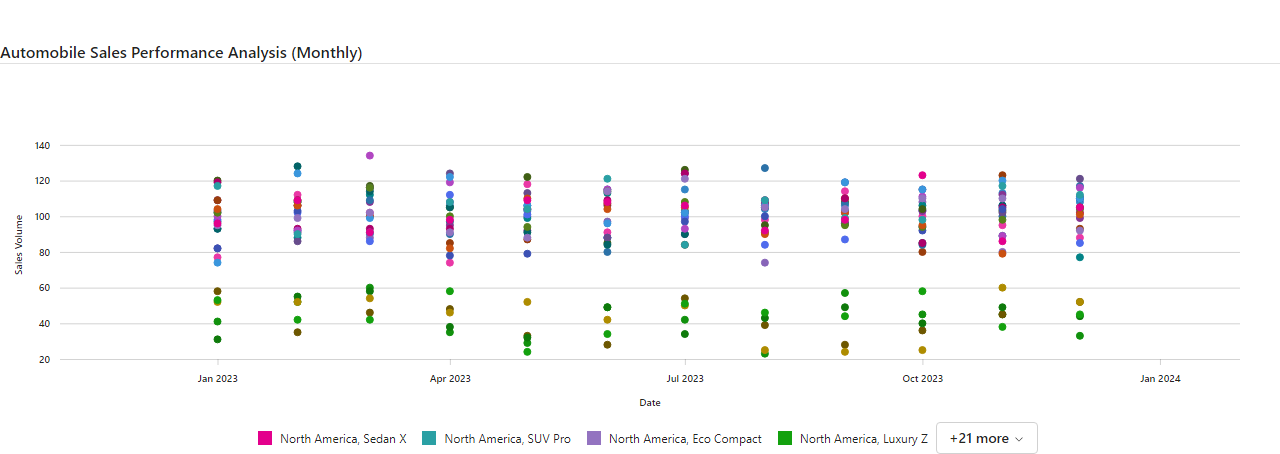 Automobile Sales Performance Analysis (Monthly)
Sales Volume
140
120
100
80
60
40
20
Jan 2023 Apr 2023 Jul 2023 Oct 2023 Jan 2024
Date
North America, Sedan X North America, SUV Pro North America, Eco Compact North America, Luxury Z +21 more